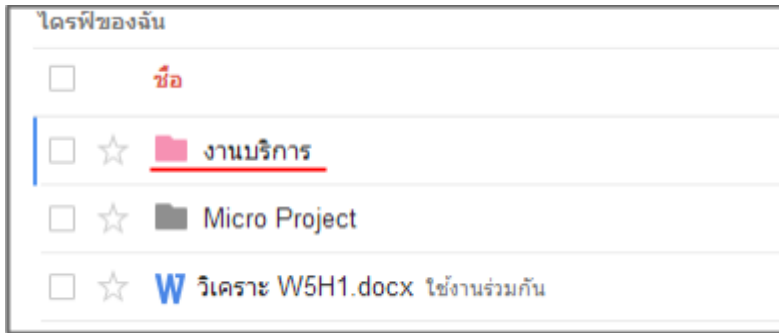 ไดรฟ์ของฉัน
ชื่อ
งานบริการ
Micro Project
W วิเคราะ W5H1.docx ใช้งานร่วมกัน